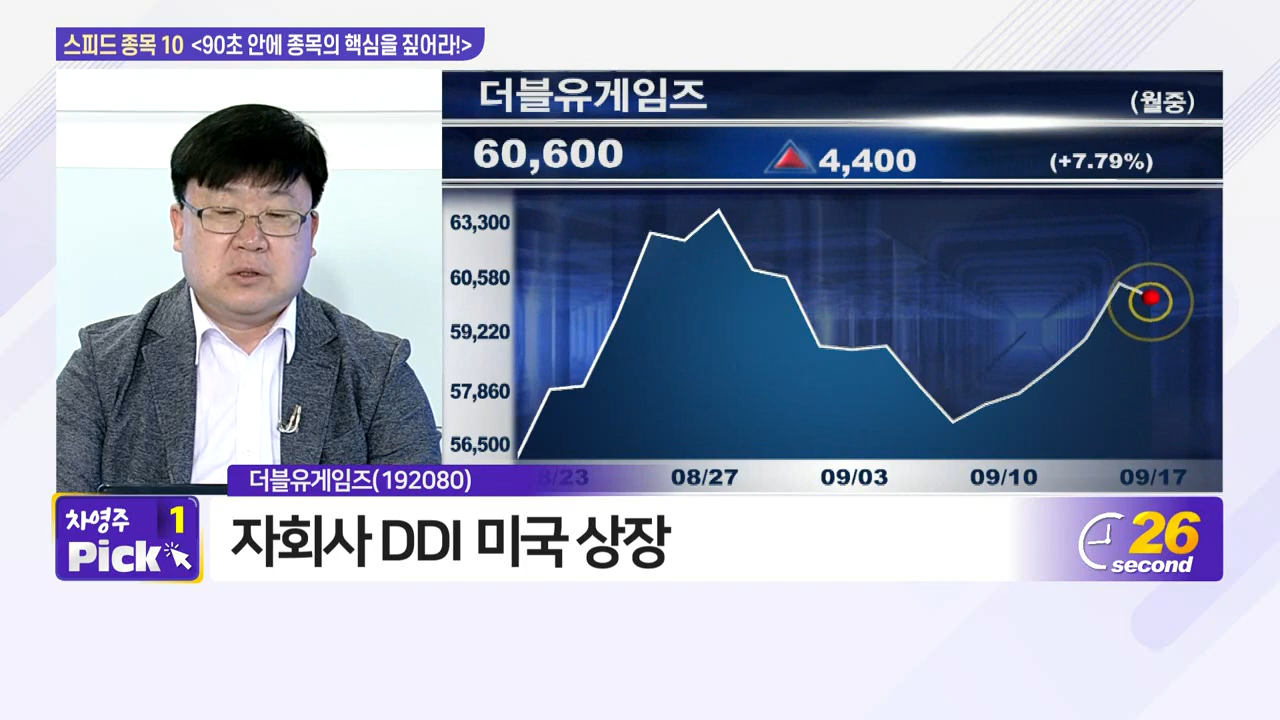 스피드 종목 10 <90초 안에 종목의 핵심을 짚어라!>
더블유게임즈 (월중)
60,600 4,400 (+7.79%)
63,300
60,580
59,220
57,860
56,500
8/23 08/27 09/03 09/10 09/17
더블유게임즈(192080)
차영주 1
Pick
자회사 DDI 미국 상장
26
second